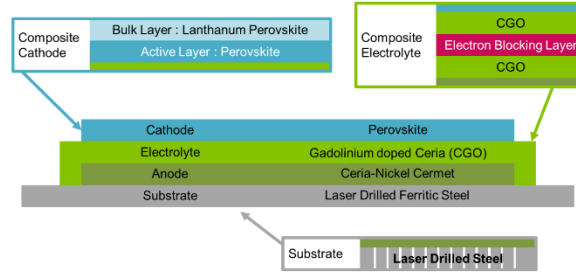 Composite
Cathode
Bulk Layer : Lanthanum Perovskite
Active Layer : Perovskite
Composite
Electrolyte
CGO
Electron Blocking Layer
CGO
Cathode Perovskite
Electrolyte Gadolinium doped Ceria (CGO)
Anode Ceria-Nickel Cermet
Substrate Laser Drilled Ferritic Steel
Substrate
Laser Drilled Steel